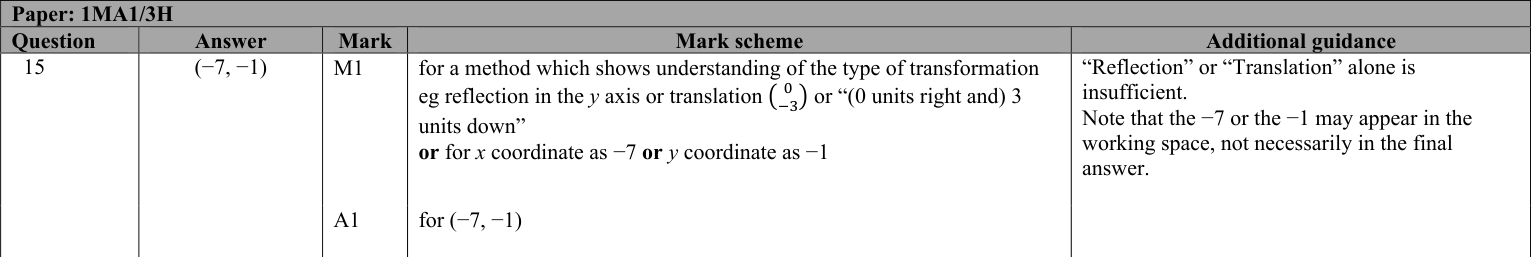 Paper: 1MA1/3H
Question Answer Mark Mark scheme Additional guidance
15 (−7, −1) M1 for a method which shows understanding of the type of transformation
eg reflection in the y axis or translation (0 −3) or “(0 units right and) 3
units down”
or for x coordinate as −7 or y coordinate as −1
“Reflection” or “Translation” alone is
insufficient.
Note that the −7 or the −1 may appear in the
working space, not necessarily in the final
answer.
A1 for (−7, −1)